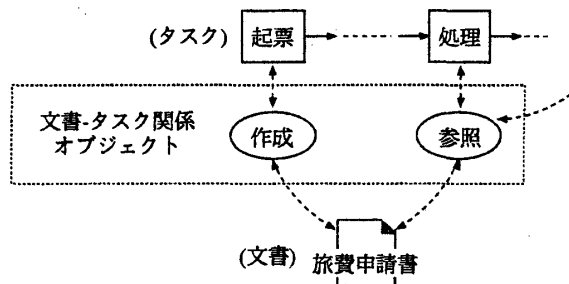 (タスク) 起票 処理
文書-タスク関係
オブジェクト
作成 参照
(文書) 旅費申請書